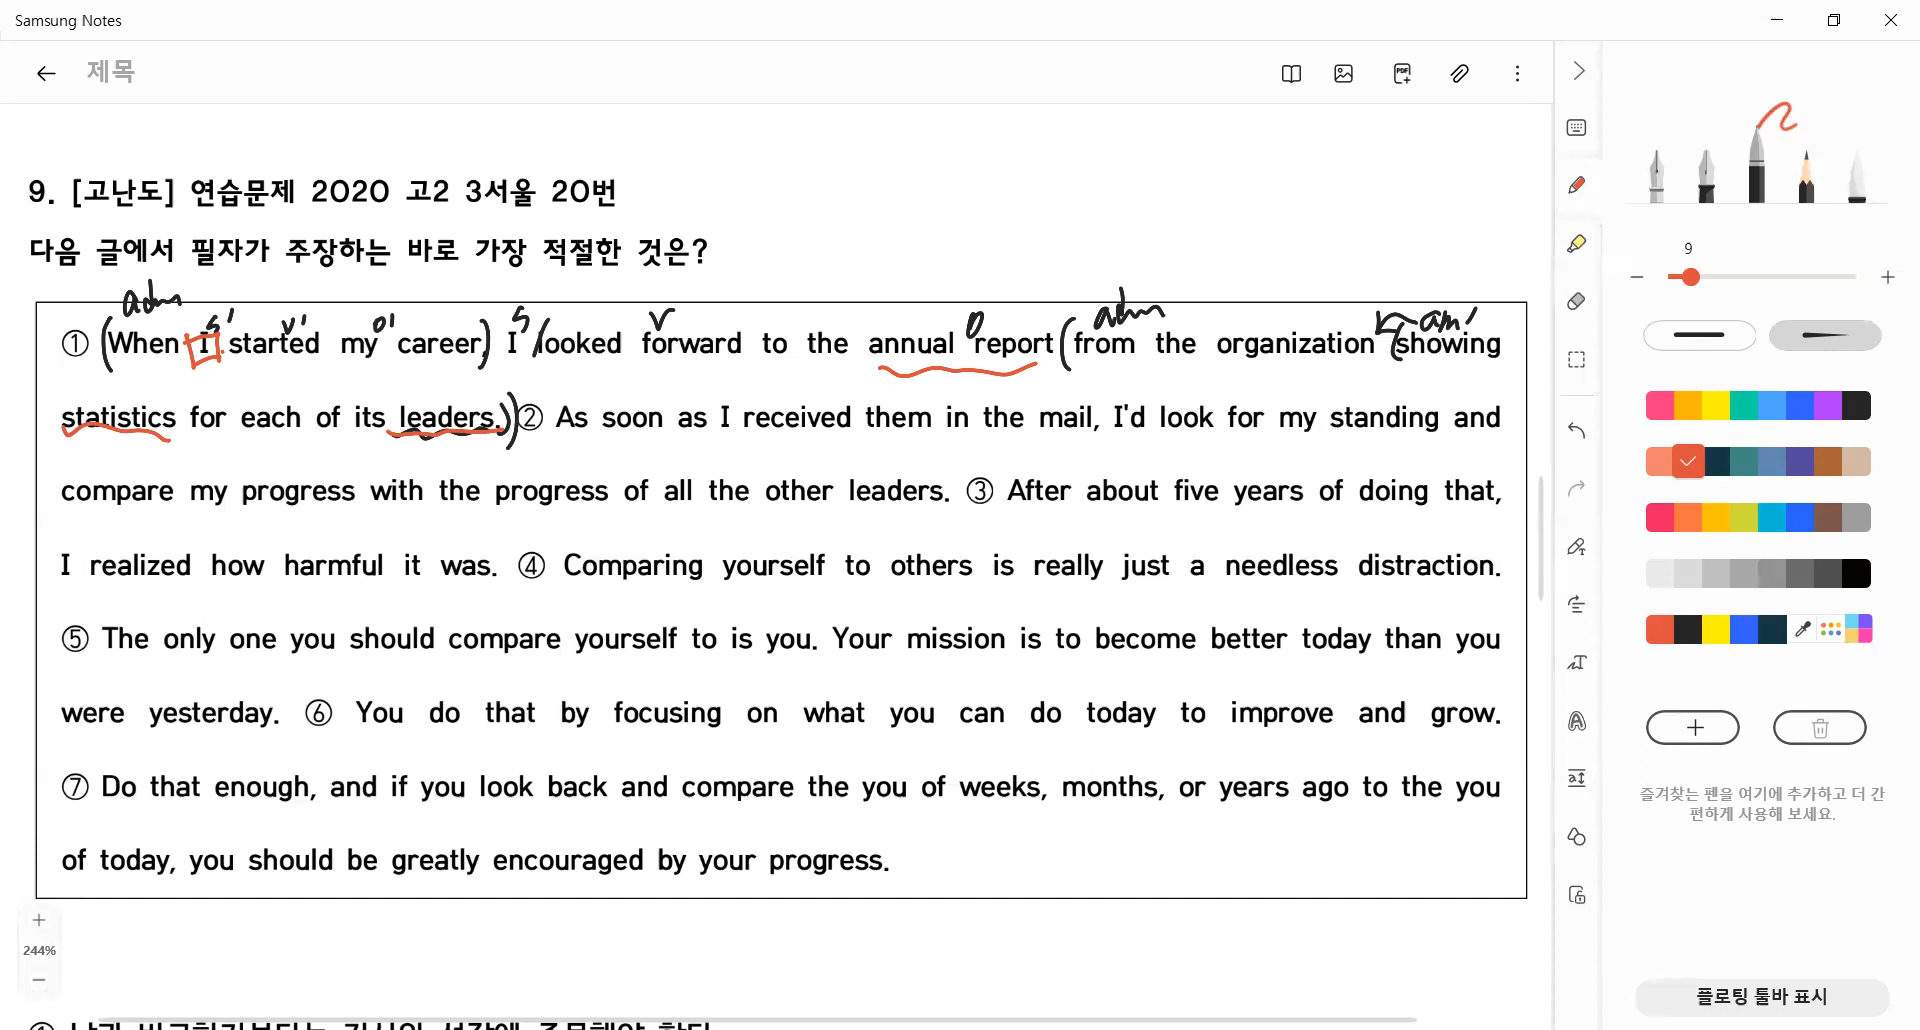 Samsung Notes
제목
9. [고난도] 연습문제 2020 고2 3서울 20번
다음 글에서 필자가 주장하는 바로 가장 적절한 것은?
adm s' v' o' s v o adm am'
① (When I started my career,) I / looked forward to the annual report (from the organization (showing
statistics for each of its leaders.)) ② As soon as I received them in the mail, I'd look for my standing and
compare my progress with the progress of all the other leaders. ③ After about five years of doing that,
I realized how harmful it was. ④ Comparing yourself to others is really just a needless distraction.
⑤ The only one you should compare yourself to is you. Your mission is to become better today than you
were yesterday. ⑥ You do that by focusing on what you can do today to improve and grow.
⑦ Do that enough, and if you look back and compare the you of weeks, months, or years ago to the you
of today, you should be greatly encouraged by your progress.
244%
PDF
9
즐겨찾는 펜을 여기에 추가하고 더 간
편하게 사용해 보세요.
플로팅 툴바 표시